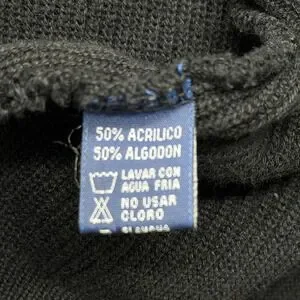 50% ACRILICO
50% ALGODON
LAVAR CON
AGUA FRIA
NO USAR
CLORO